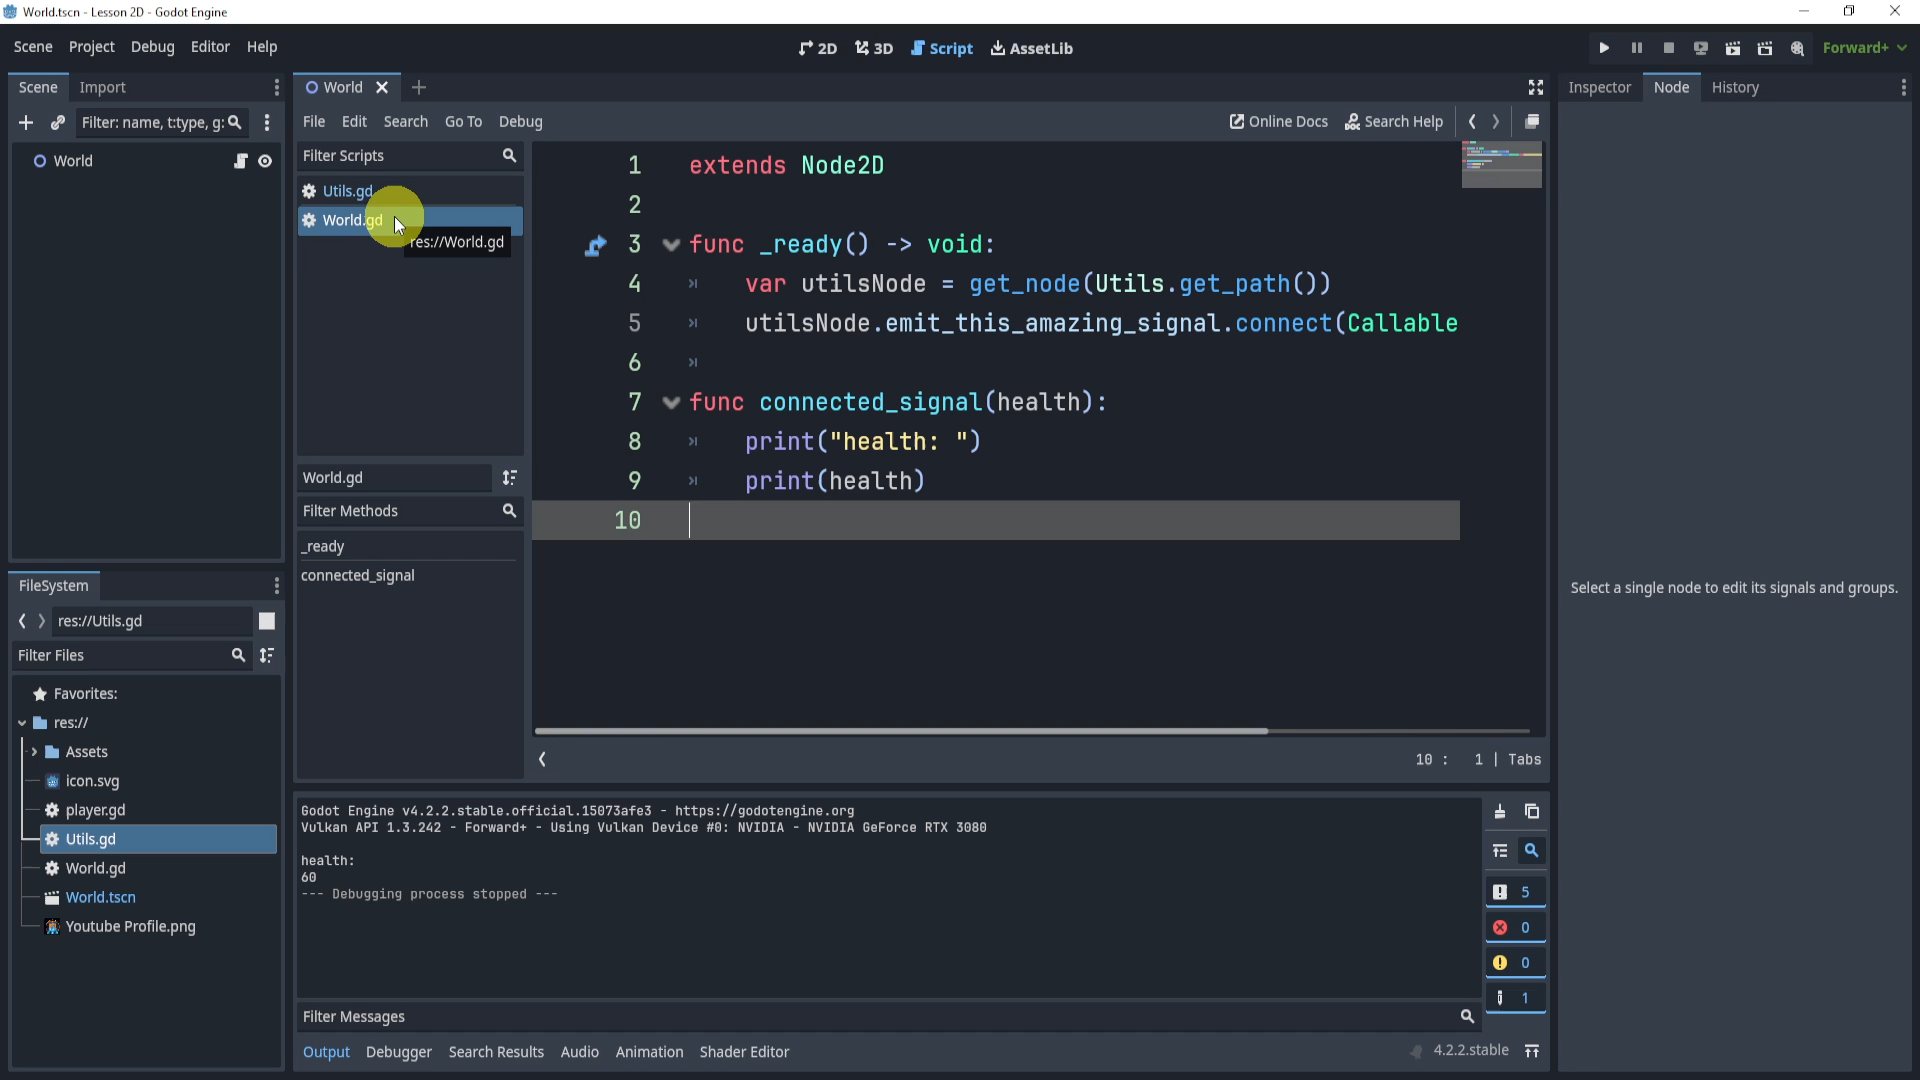 World.tscn - Lesson 2D - Godot Engine
Scene Project Debug Editor Help
2D 3D Script AssetLib
Forward+
Scene Import
World
Inspector Node History
Filter: name, t:type, g:
File Edit Search Go To Debug
Online Docs Search Help
World
Filter Scripts
Utils.gd
World.gd
res://World.gd
1 extends Node2D
2
3 func _ready() -> void:
4 var utilsNode = get_node(Utils.get_path())
5 utilsNode.emit_this_amazing_signal.connect(Callable
6
7 func connected_signal(health):
8 print("health: ")
9 print(health)
10
World.gd
Filter Methods
_ready
connected_signal
10 : 1 | Tabs
Select a single node to edit its signals and groups.
FileSystem
res://Utils.gd
Filter Files
Favorites:
res://
Assets
icon.svg
player.gd
Utils.gd
World.gd
World.tscn
Youtube Profile.png
Godot Engine v4.2.2.stable.official.15073afe3 - https://godotengine.org
Vulkan API 1.3.242 - Forward+ - Using Vulkan Device #0: NVIDIA - NVIDIA GeForce RTX 3080
health:
60
--- Debugging process stopped ---
5
0
0
1
Filter Messages
Output Debugger Search Results Audio Animation Shader Editor
4.2.2.stable